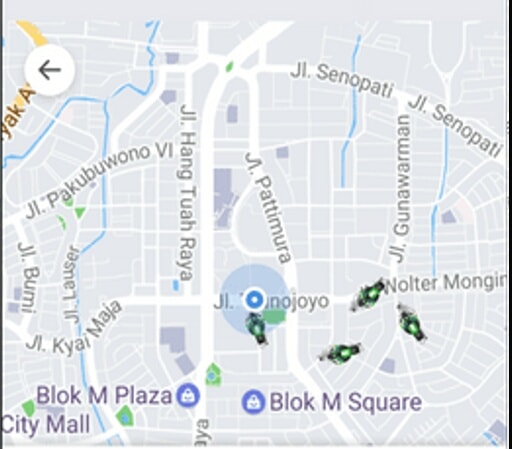 Jl. Senopati
Jl. Senopati
yak A
Jl. Hang Tuah Raya
Jl. Pakubuwono VI
Jl. Pattimura
Jl. Gunawarman
Jl. Bumi
Jl. Lauser
Jl. Kyai Maja
Jl. T nojoyo
Nolter Mongin
Blok M Plaza
Blok M Square
City Mall
aya